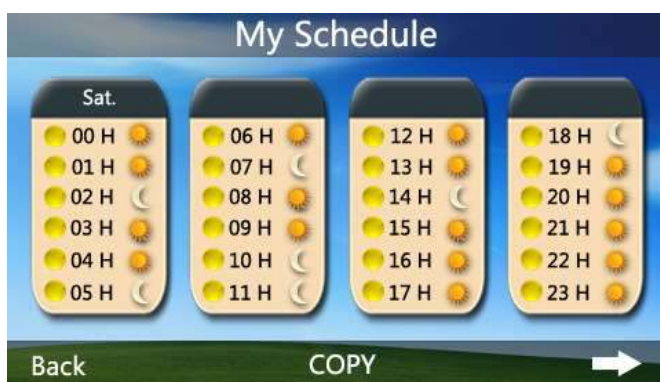 My Schedule
Sat.
00 H
01 H
02 H
03 H
04 H
05 H
06 H
07 H
08 H
09 H
10 H
11 H
12 H
13 H
14 H
15 H
16 H
17 H
18 H
19 H
20 H
21 H
22 H
23 H
Back
COPY